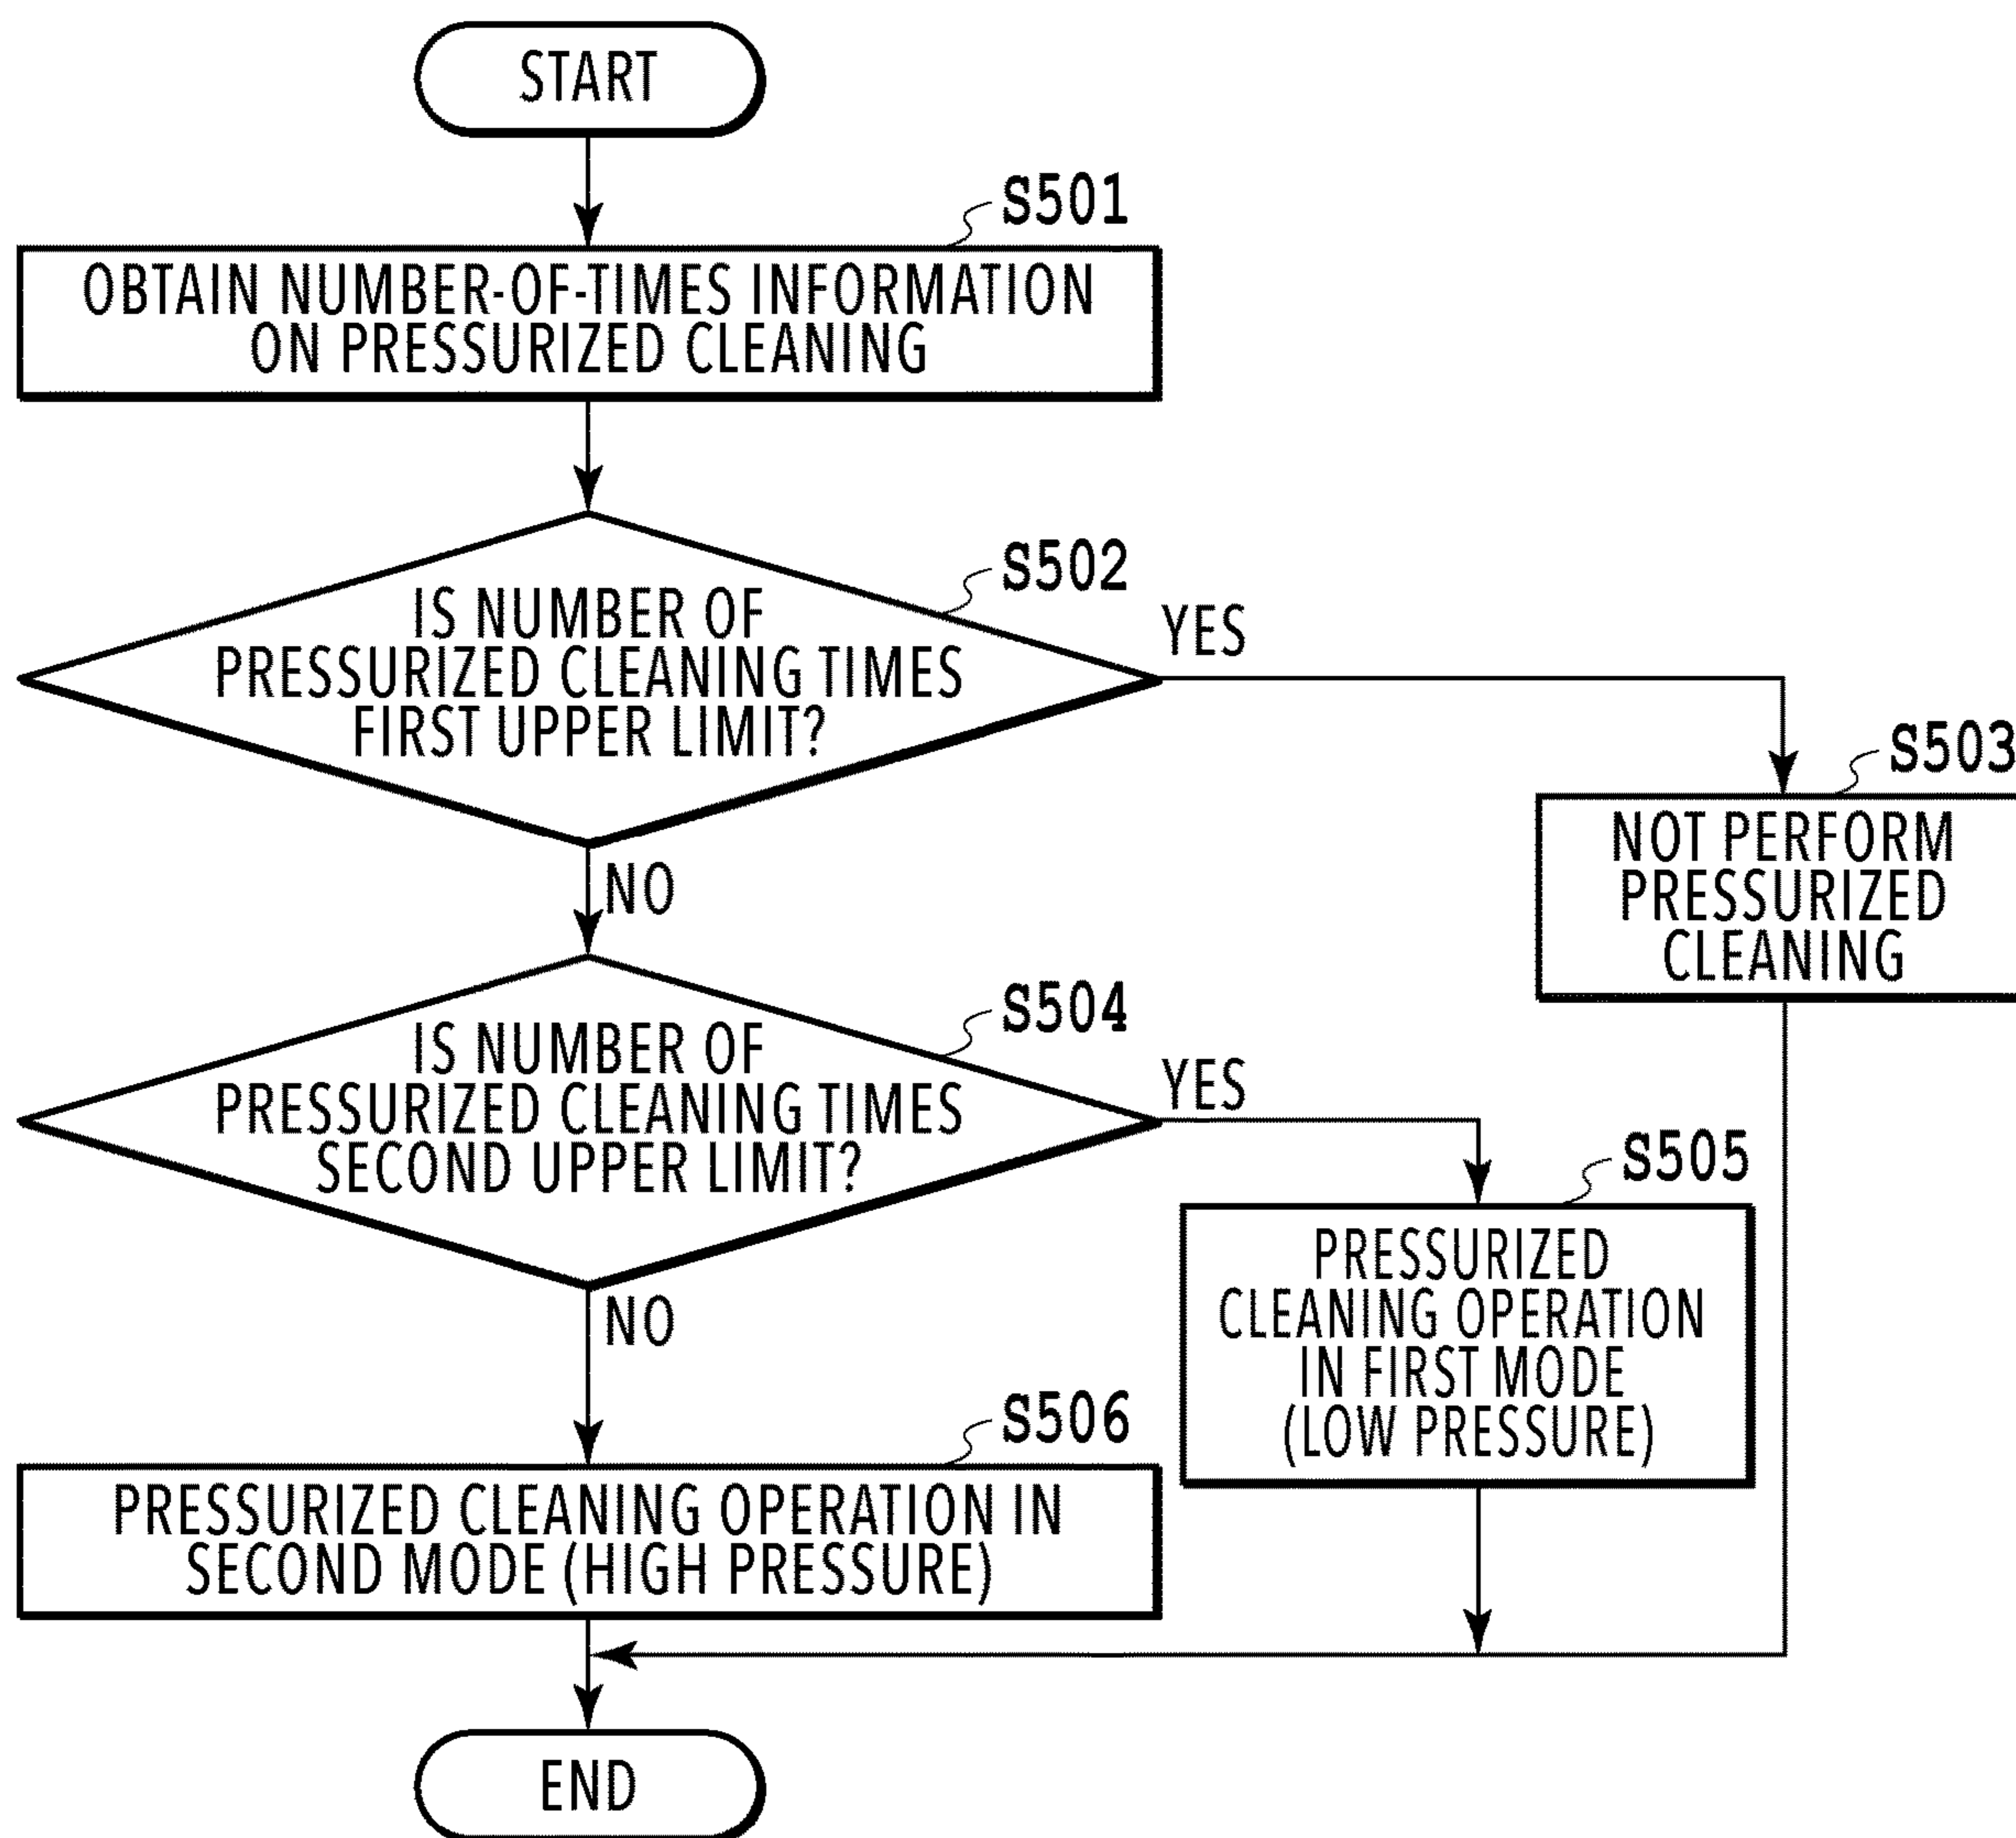 START
S501
OBTAIN NUMBER-OF-TIMES INFORMATION
ON PRESSURIZED CLEANING
S502
IS NUMBER OF
PRESSURIZED CLEANING TIMES
FIRST UPPER LIMIT?
YES
NO
S503
NOT PERFORM
PRESSURIZED
CLEANING
S504
IS NUMBER OF
PRESSURIZED CLEANING TIMES
SECOND UPPER LIMIT?
YES
NO
S505
PRESSURIZED
CLEANING OPERATION
IN FIRST MODE
(LOW PRESSURE)
S506
PRESSURIZED CLEANING OPERATION IN
SECOND MODE (HIGH PRESSURE)
END